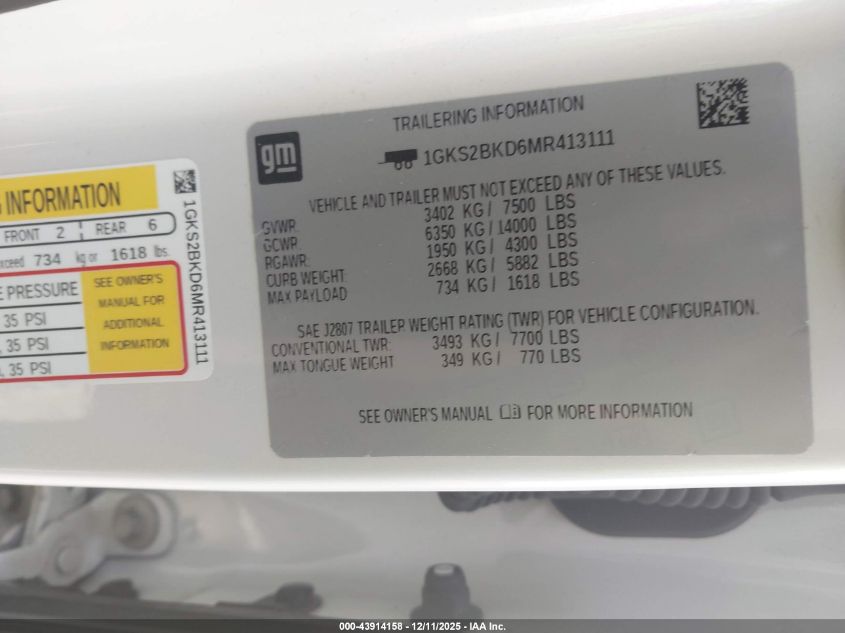 G INFORMATION
FRONT 2 REAR 6
exceed 734 kg or 1618 lbs.
E PRESSURE
35 PSI
, 35 PSI
, 35 PSI
SEE OWNER'S
MANUAL FOR
ADDITIONAL
INFORMATION
1GKS2BKD6MR413111
gm
TRAILERING INFORMATION
1GKS2BKD6MR413111
VEHICLE AND TRAILER MUST NOT EXCEED ANY OF THESE VALUES.
GVWR: 3402 KG / 7500 LBS
GCWR: 6350 KG / 14000 LBS
RGAWR: 1950 KG / 4300 LBS
CURB WEIGHT: 2668 KG / 5882 LBS
MAX PAYLOAD 734 KG / 1618 LBS
SAE J2807 TRAILER WEIGHT RATING (TWR) FOR VEHICLE CONFIGURATION.
CONVENTIONAL TWR: 3493 KG / 7700 LBS
MAX TONGUE WEIGHT 349 KG / 770 LBS
SEE OWNER'S MANUAL FOR MORE INFORMATION
000-43914158 - 12/11/2025 - IAA Inc.